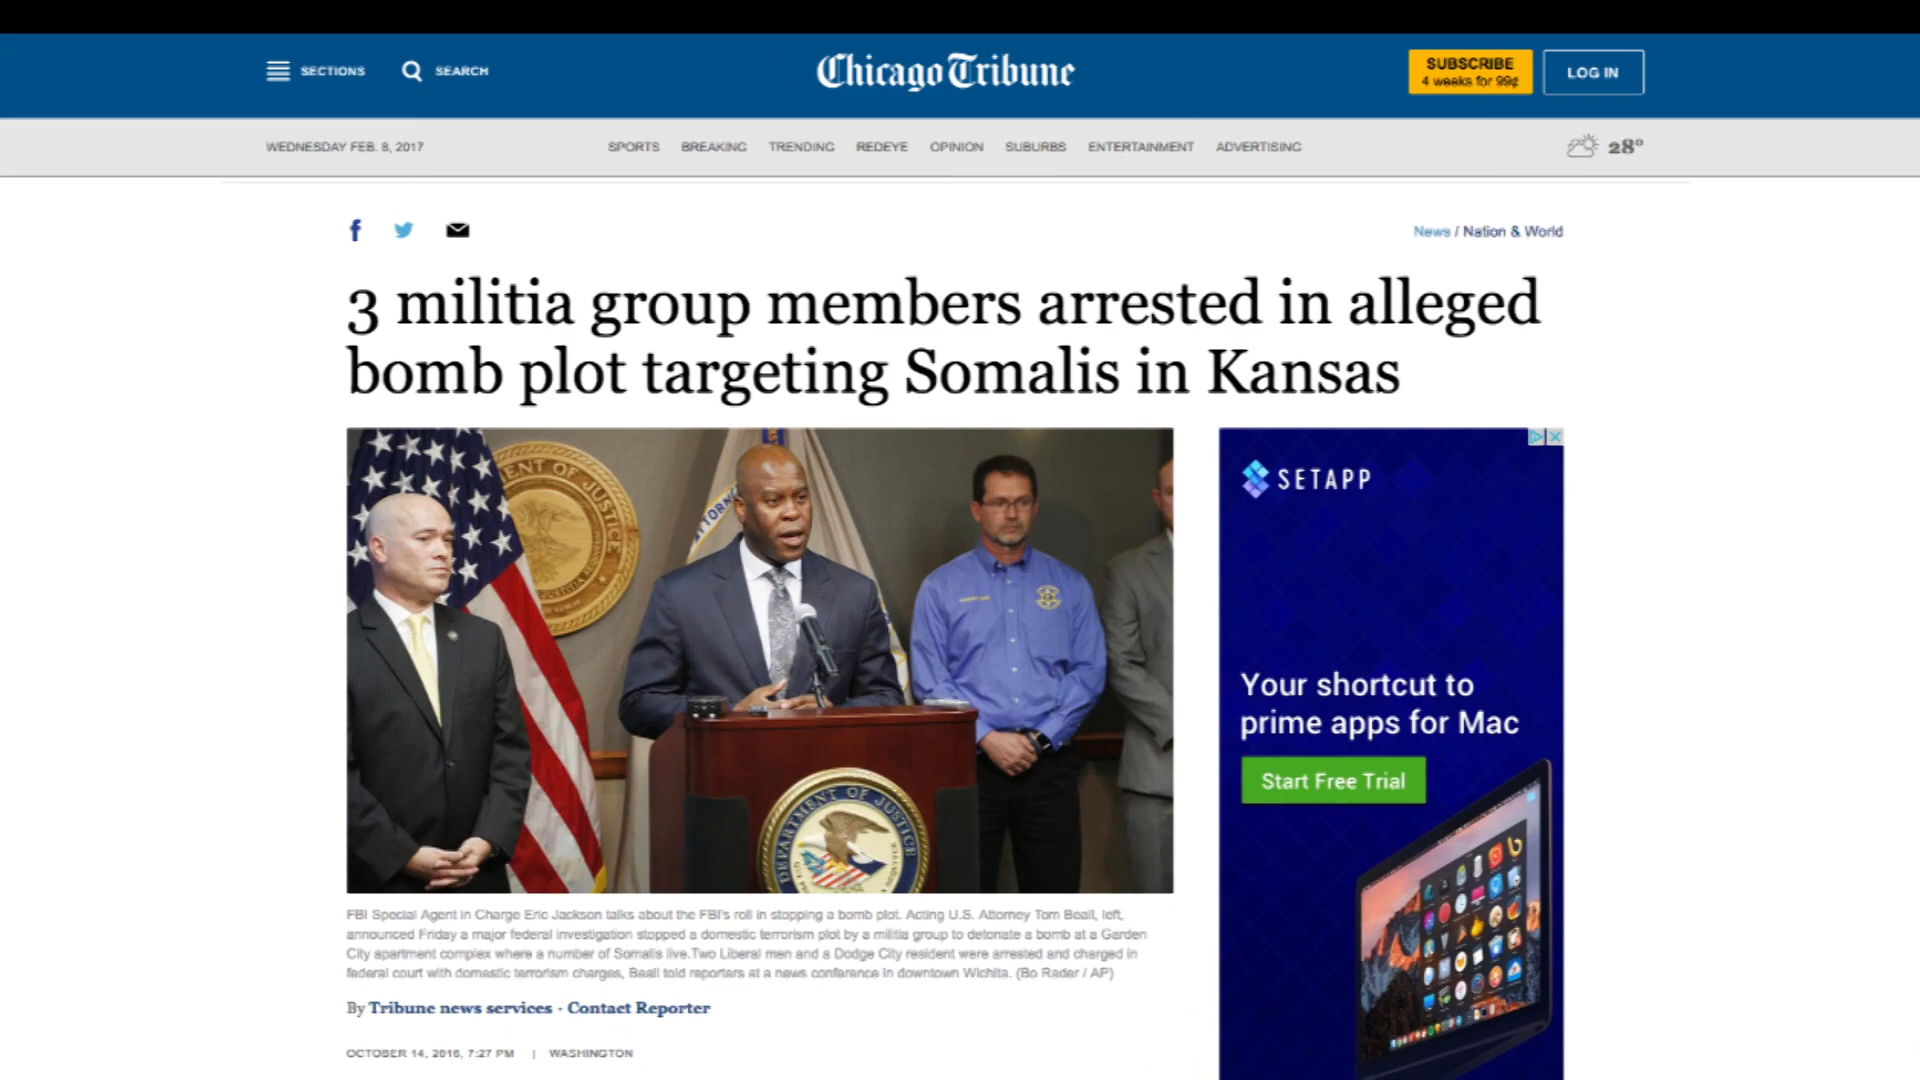 SECTIONS
SEARCH
Chicago Tribune
SUBSCRIBE
4 weeks for 99¢
LOG IN
WEDNESDAY FEB. 8, 2017
SPORTS BREAKING TRENDING REDEYE OPINION SUBURBS ENTERTAINMENT ADVERTISING
28°
News / Nation & World
3 militia group members arrested in alleged
bomb plot targeting Somalis in Kansas
ENT OF JUSTICE
TTORN
DEPARTMENT OF JUSTICE
SETAPP
Your shortcut to
prime apps for Mac
Start Free Trial
FBI Special Agent in Charge Eric Jackson talks about the FBI's roll in stopping a bomb plot. Acting U.S. Attorney Tom Beall, left,
announced Friday a major federal investigation stopped a domestic terrorism plot by a militia group to detonate a bomb at a Garden
City apartment complex where a number of Somalis live.Two Liberal men and a Dodge City resident were arrested and charged in
federal court with domestic terrorism charges, Beall told reporters at a news conference in downtown Wichita. (Bo Rader / AP)
By Tribune news services · Contact Reporter
OCTOBER 14, 2016, 7:27 PM | WASHINGTON